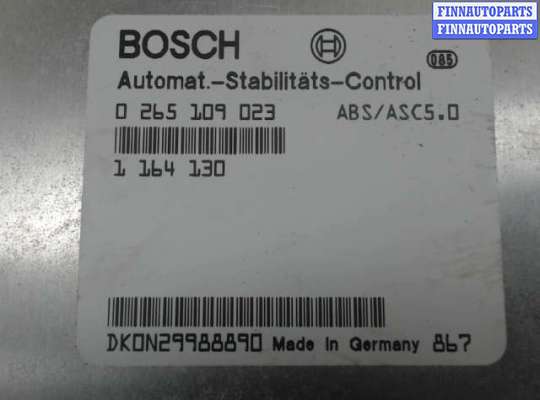 FINNAUTOPARTS
FINNAUTOPARTS
BOSCH
085
Automat.-Stabilitäts-Control
0 265 109 023 ABS/ASC5.0
1 164 130
DK0N29988890 Made in Germany 867